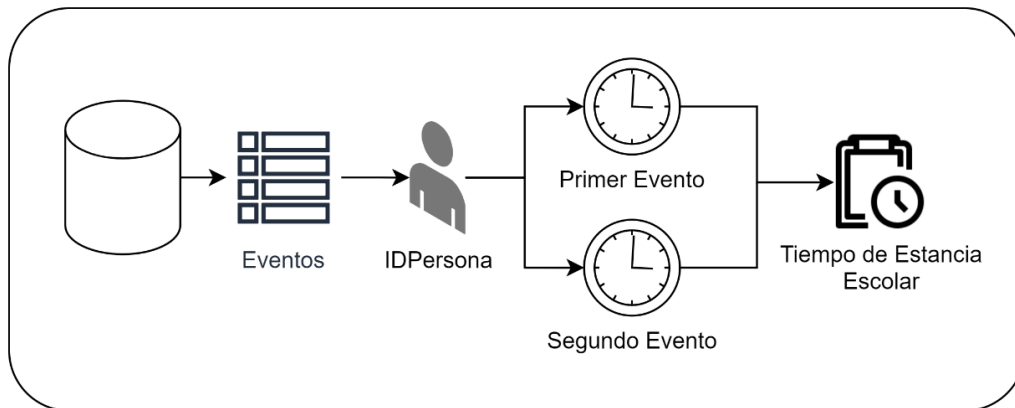 Eventos
IDPersona
Primer Evento
Segundo Evento
Tiempo de Estancia
Escolar